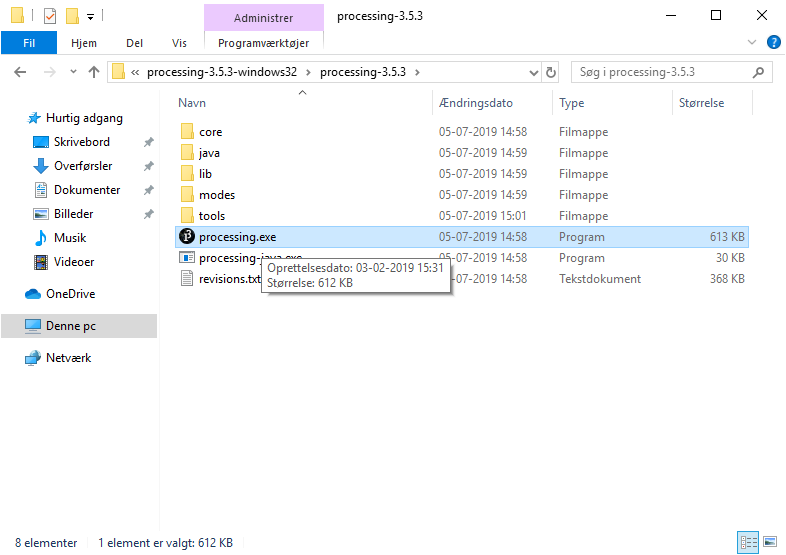 Administrer
processing-3.5.3
Fil Hjem Del Vis Programværktøjer
« processing-3.5.3-windows32 › processing-3.5.3 ›
Søg i processing-3.5.3
Navn Ændringsdato Type Størrelse
Hurtig adgang
Skrivebord
Overførsler
Dokumenter
Billeder
Musik
Videoer
OneDrive
Denne pc
Netværk
core 05-07-2019 14:58 Filmappe
java 05-07-2019 14:59 Filmappe
lib 05-07-2019 14:59 Filmappe
modes 05-07-2019 14:59 Filmappe
tools 05-07-2019 15:01 Filmappe
processing.exe 05-07-2019 14:58 Program 613 KB
processing-java.exe 05-07-2019 14:58 Program 30 KB
revisions.txt -07-2019 14:58 Tekstdokument 368 KB
Oprettelsesdato: 03-02-2019 15:31
Størrelse: 612 KB
8 elementer 1 element er valgt: 612 KB